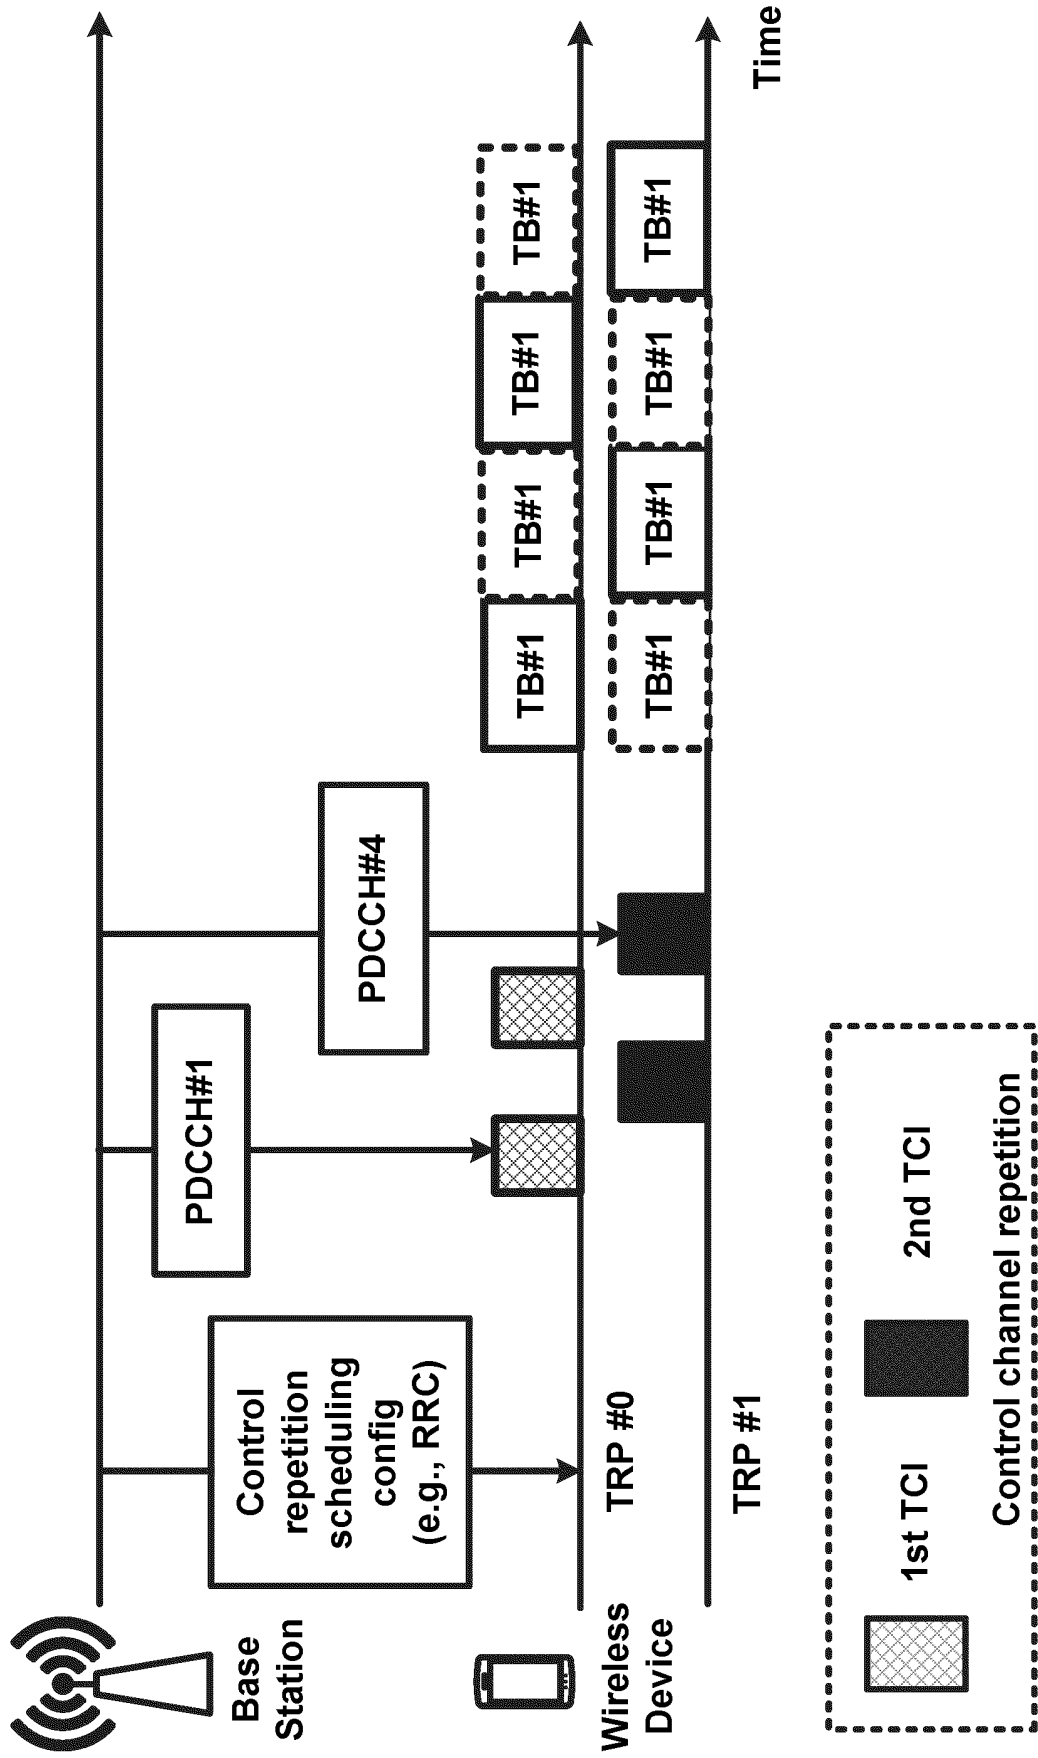 Base
Station
Control
repetition
scheduling
config
(e.g., RRC)
PDCCH#1
PDCCH#4
Wireless
Device
TRP #0
TB#1
TB#1
TB#1
TB#1
TRP #1
TB#1
TB#1
TB#1
TB#1
Time
1st TCI
2nd TCI
Control channel repetition